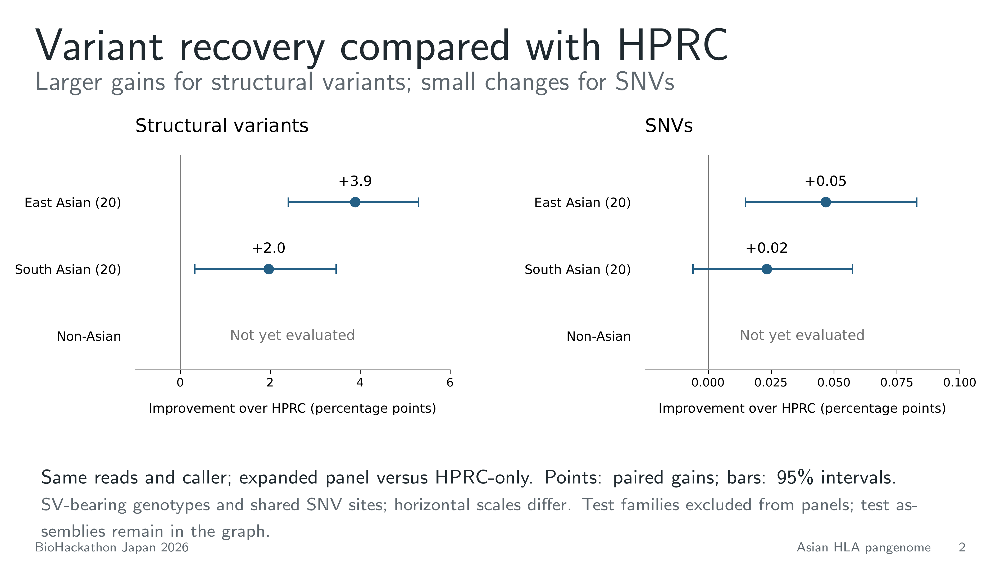 Variant recovery compared with HPRC
Larger gains for structural variants; small changes for SNVs
Structural variants
+3.9
East Asian (20)
+2.0
South Asian (20)
Non-Asian
Not yet evaluated
0 2 4 6
Improvement over HPRC (percentage points)
SNVs
+0.05
East Asian (20)
+0.02
South Asian (20)
Non-Asian
Not yet evaluated
0.000 0.025 0.050 0.075 0.100
Improvement over HPRC (percentage points)
Same reads and caller; expanded panel versus HPRC-only. Points: paired gains; bars: 95% intervals.
SV-bearing genotypes and shared SNV sites; horizontal scales differ. Test families excluded from panels; test as-
semblies remain in the graph.
BioHackathon Japan 2026
Asian HLA pangenome 2